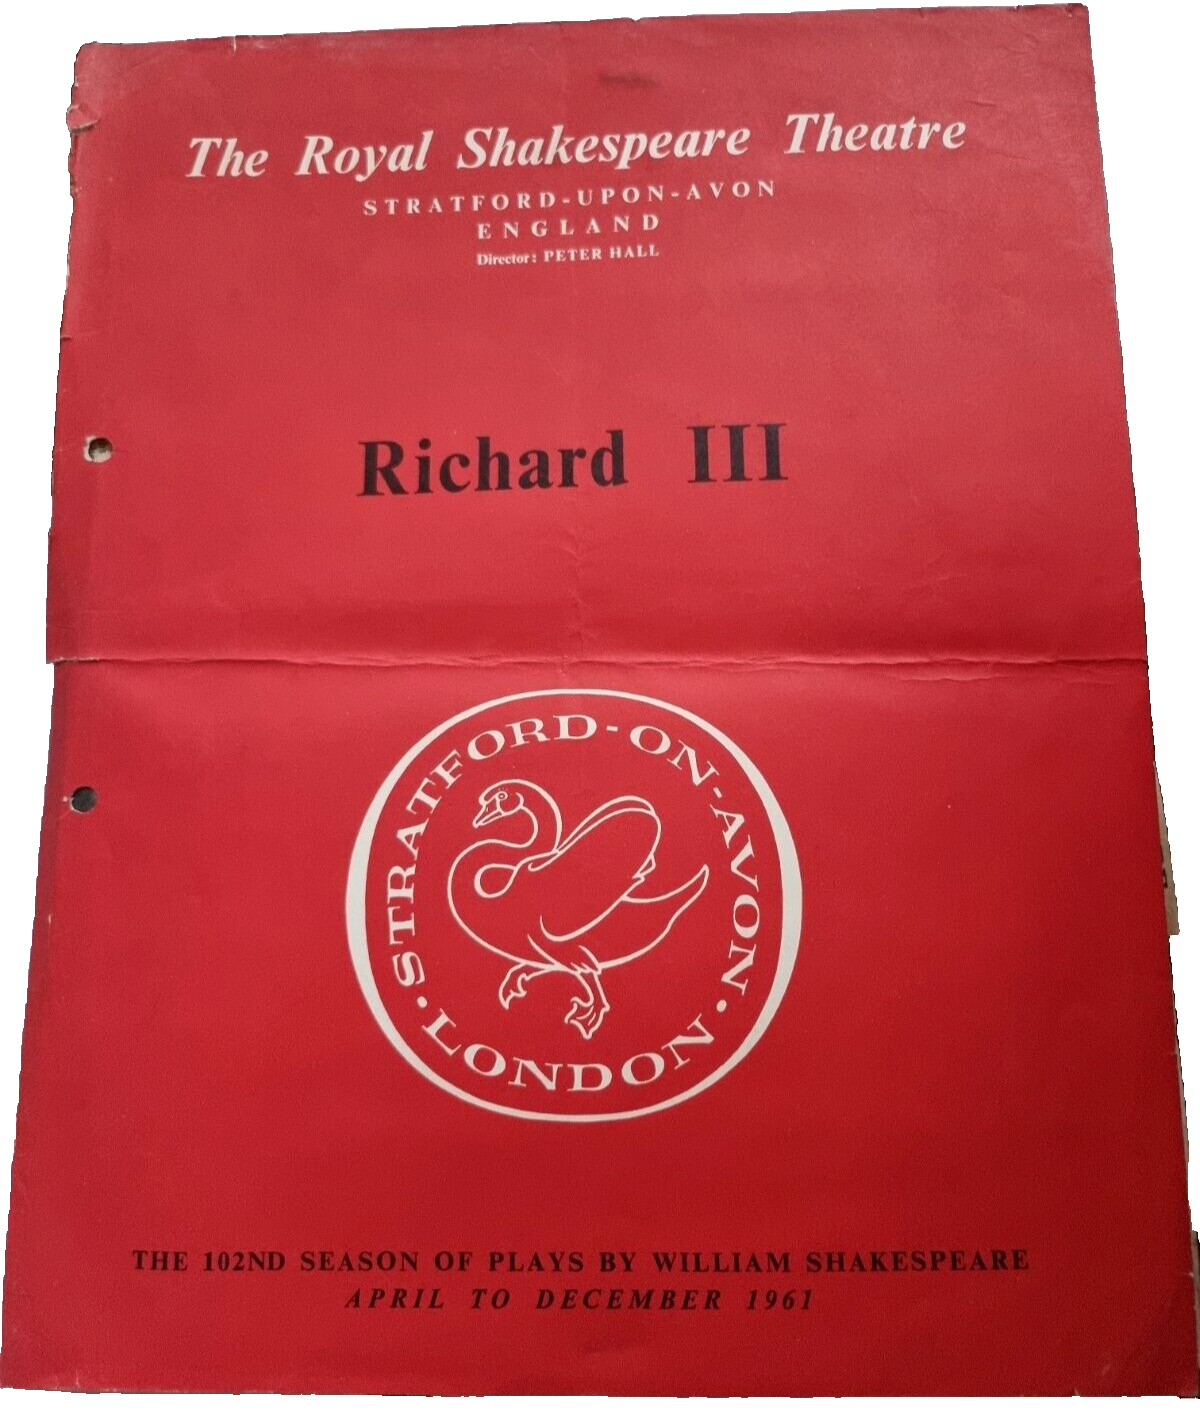 The Royal Shakespeare Theatre
STRATFORD-UPON-AVON
ENGLAND
Director: PETER HALL
Richard III
STRATFORD-ON-AVON
· LONDON ·
THE 102ND SEASON OF PLAYS BY WILLIAM SHAKESPEARE
APRIL TO DECEMBER 1961